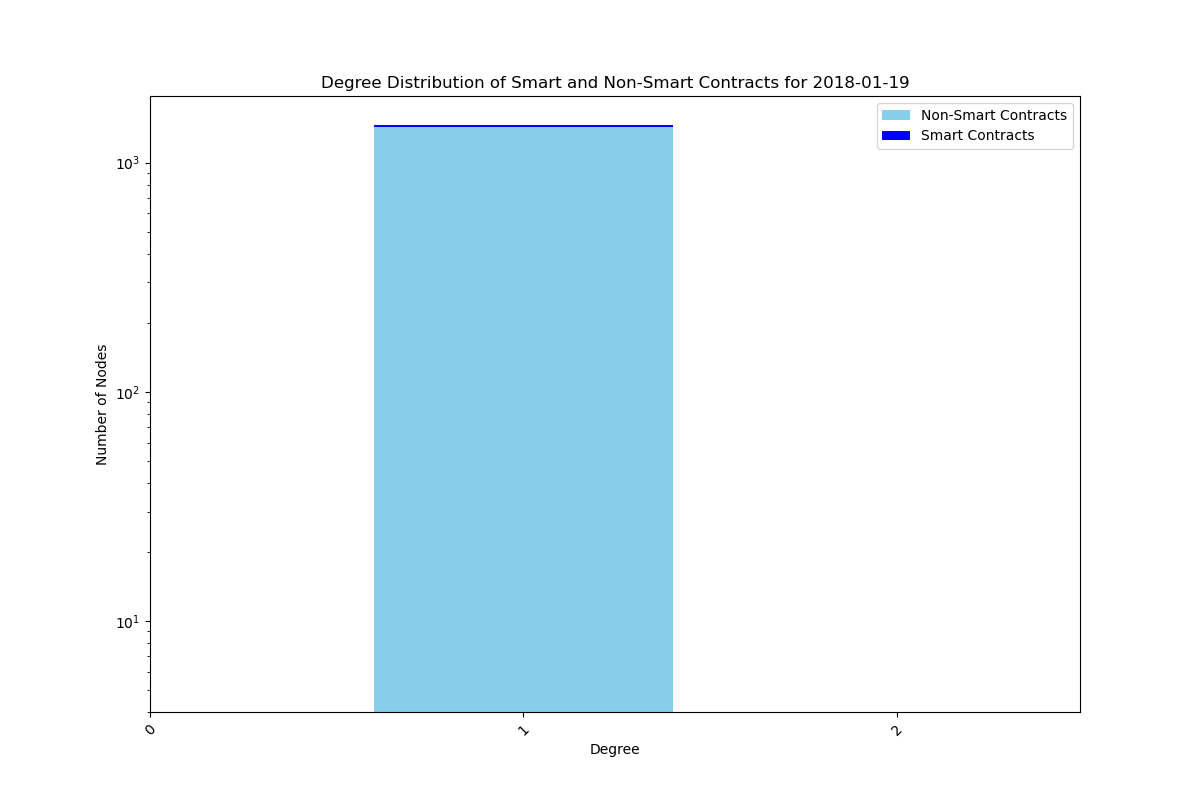 Degree Distribution of Smart and Non-Smart Contracts for 2018-01-19
Non-Smart Contracts
Smart Contracts
Number of Nodes
10³
10²
10¹
0
1
2
Degree